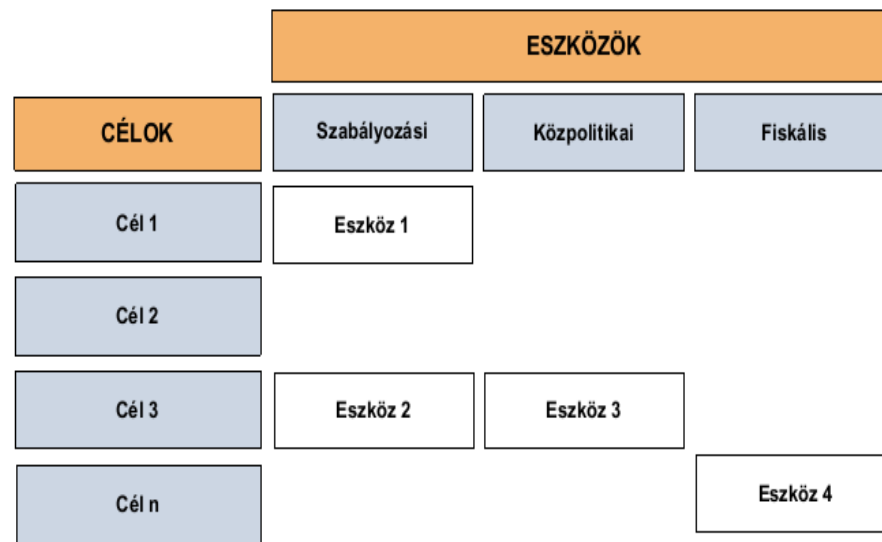 ESZKÖZÖK
CÉLOK
Szabályozási
Közpolitikai
Fiskális
Cél 1
Eszköz 1
Cél 2
Cél 3
Eszköz 2
Eszköz 3
Cél n
Eszköz 4